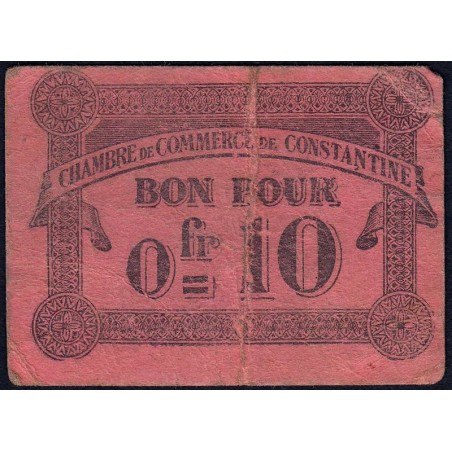 CHAMBRE DE COMMERCE DE CONSTANTINE
BON POUR
0fr=10